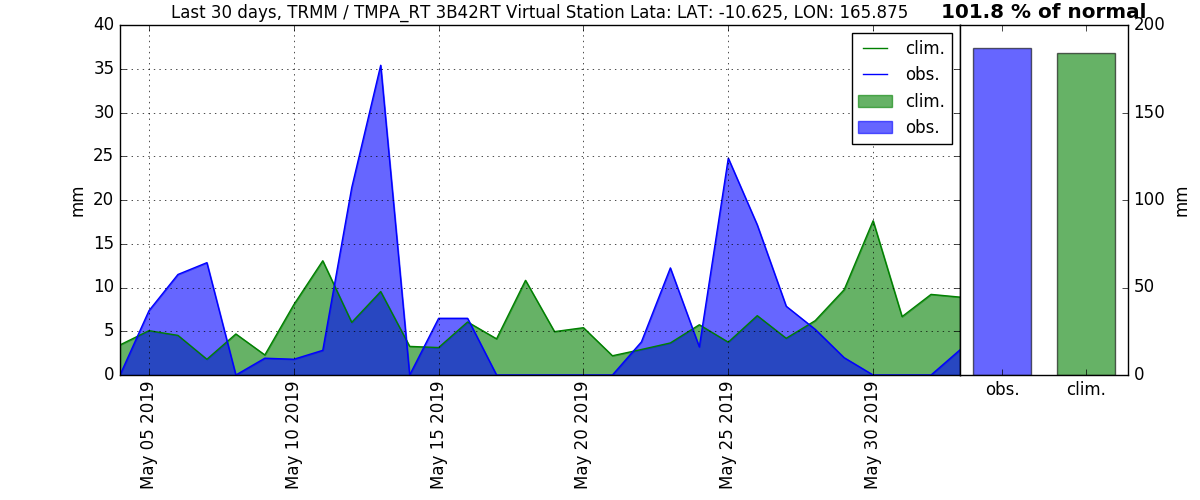 Last 30 days, TRMM / TMPA_RT 3B42RT Virtual Station Lata: LAT: -10.625, LON: 165.875
101.8 % of normal
40
35
30
25
20
15
10
5
0
mm
clim.
obs.
clim.
obs.
200
150
100
50
0
mm
May 05 2019
May 10 2019
May 15 2019
May 20 2019
May 25 2019
May 30 2019
obs.
clim.